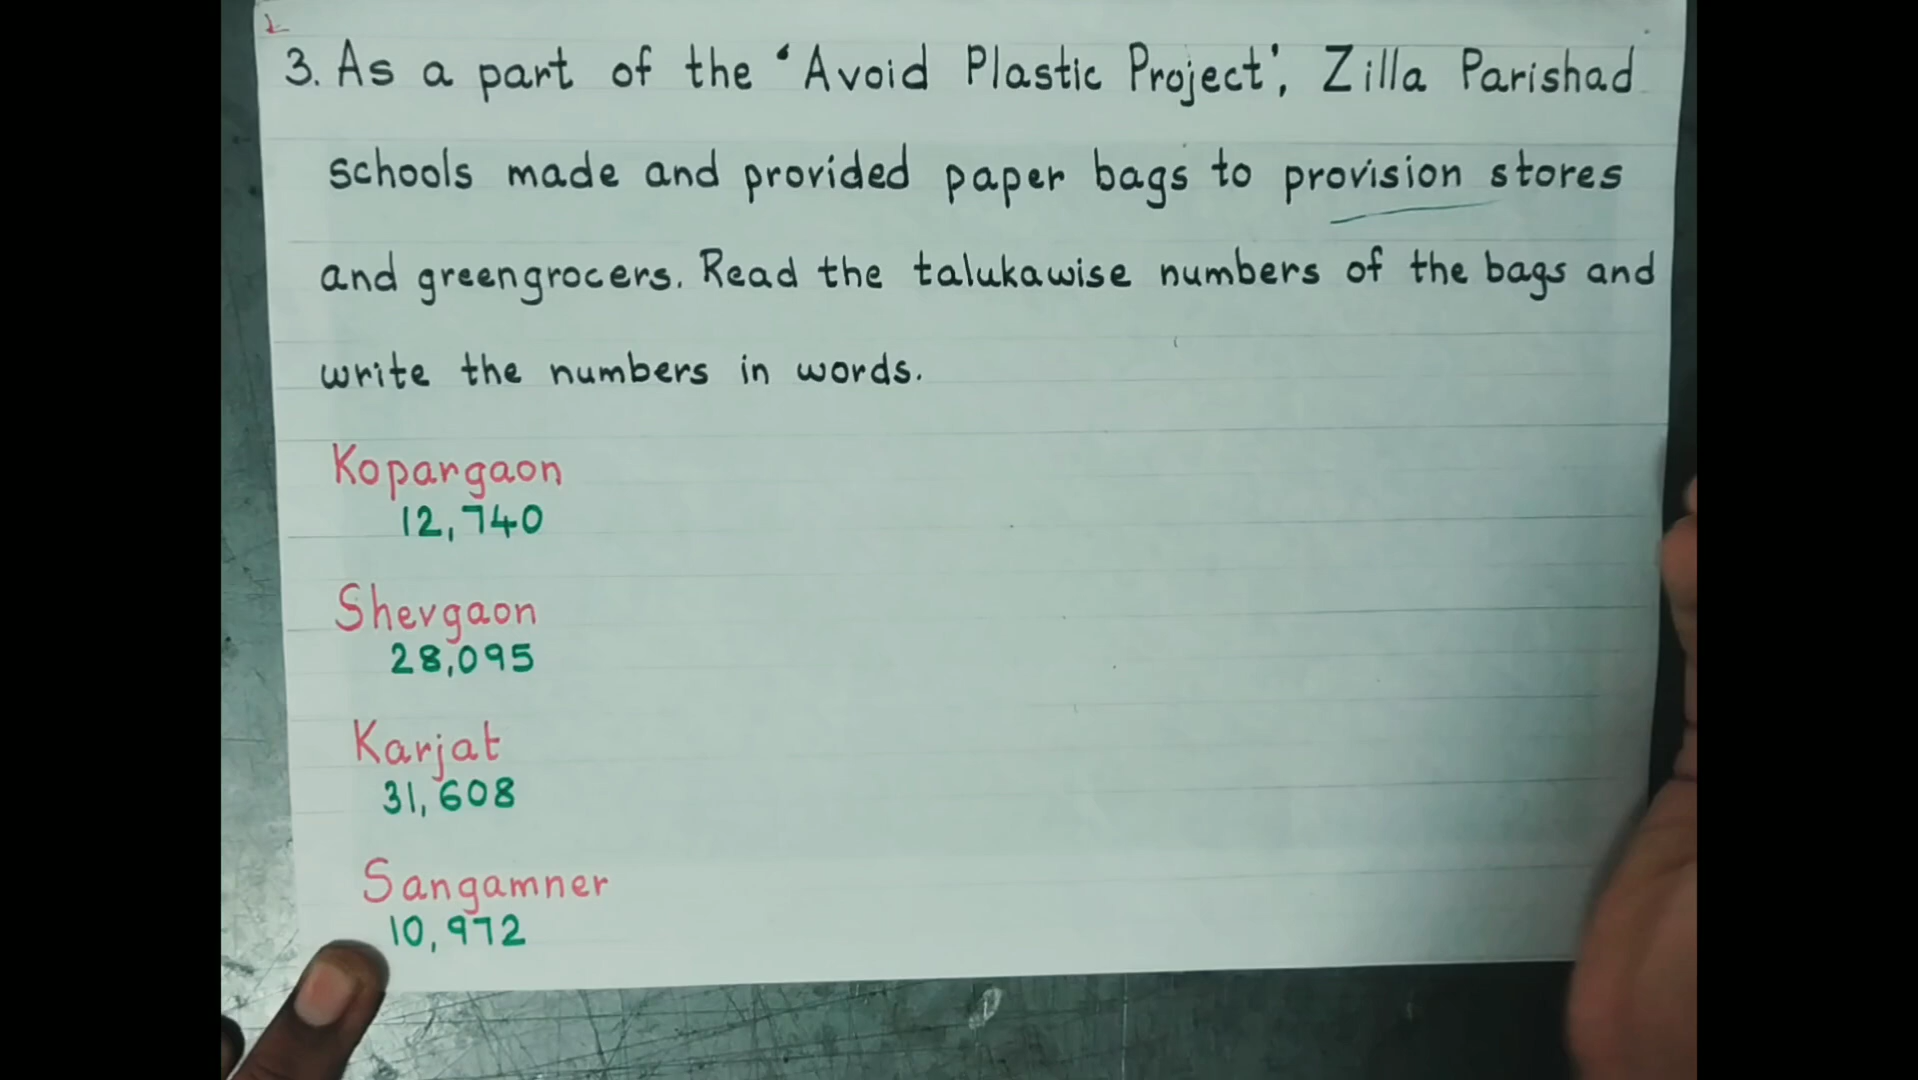 3. As a part of the 'Avoid Plastic Project', Zilla Parishad
schools made and provided paper bags to provision stores
and greengrocers. Read the talukawise numbers of the bags and
write the numbers in words.
Kopargaon
12,740
Shevgaon
28,095
Karjat
31,608
Sangamner
10,972